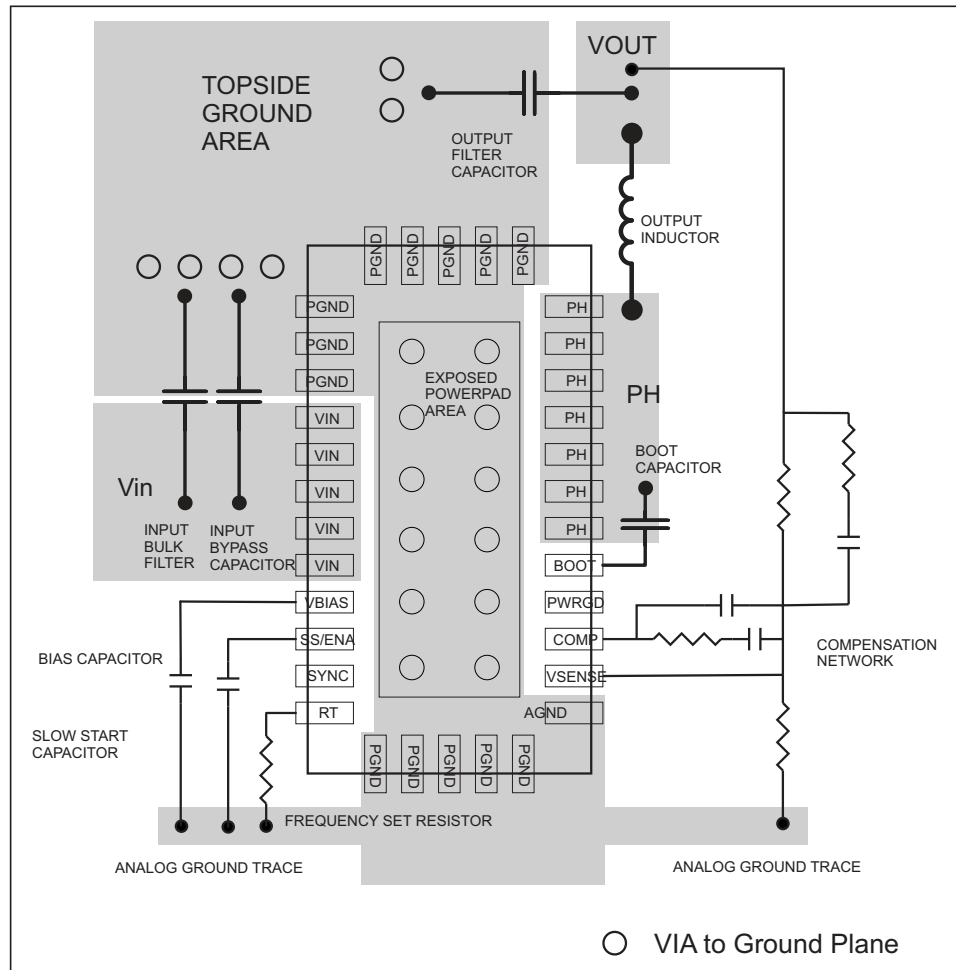 VOUT
TOPSIDE
GROUND
AREA
OUTPUT
FILTER
CAPACITOR
OUTPUT
INDUCTOR
PGND
PGND
PGND
PGND
PGND
PGND
PGND
PGND
VIN
VIN
VIN
VIN
VIN
VBIAS
SS/ENA
SYNC
RT
EXPOSED
POWERPAD
AREA
PH
PH
PH
PH
PH
PH
PH
BOOT
PWRGD
COMP
VSENSE
AGND
PH
BOOT
CAPACITOR
Vin
INPUT
BULK
FILTER
INPUT
BYPASS
CAPACITOR
BIAS CAPACITOR
SLOW START
CAPACITOR
COMPENSATION
NETWORK
PGND
PGND
PGND
PGND
PGND
FREQUENCY SET RESISTOR
ANALOG GROUND TRACE
ANALOG GROUND TRACE
VIA to Ground Plane